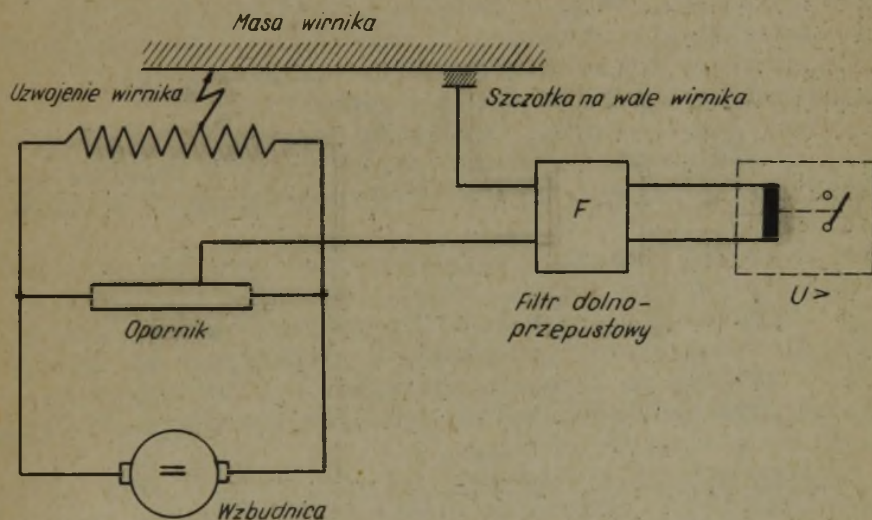 Masa wirnika
Uzwojenie wirnika
Szczotka na wale wirnika
F
Opornik
Filtr dolno-
przepustowy
U >
=
Wzbudnica